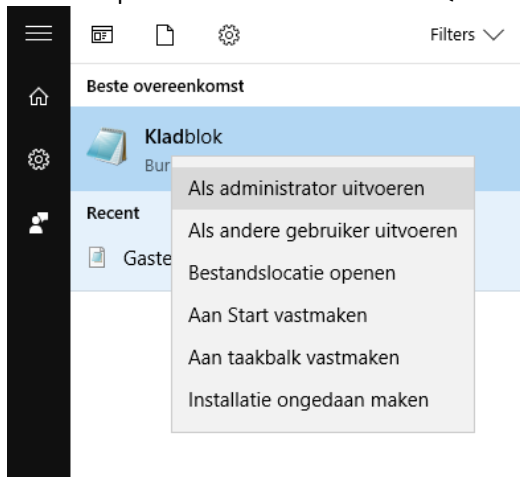 Filters
Beste overeenkomst
Kladblok
Bur
Als administrator uitvoeren
Recent
Als andere gebruiker uitvoeren
Gaste
Bestandslocatie openen
Aan Start vastmaken
Aan taakbalk vastmaken
Installatie ongedaan maken